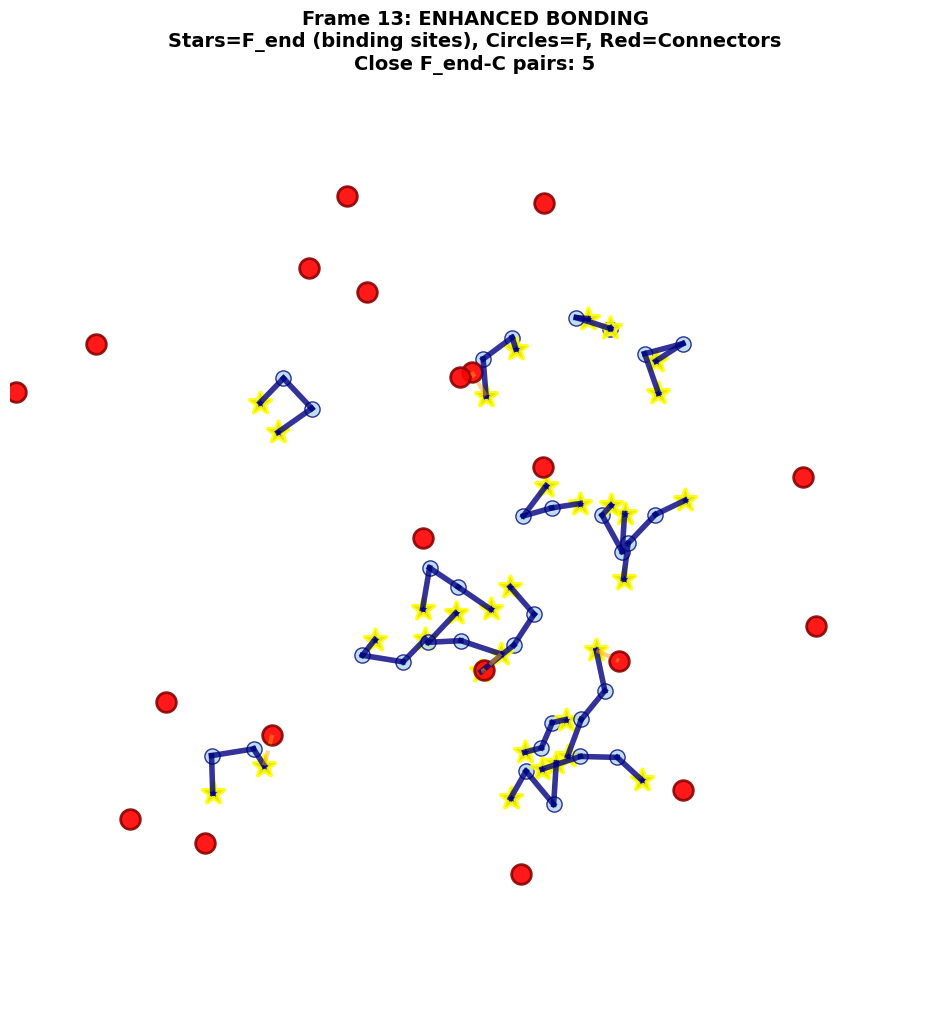 Frame 13: ENHANCED BONDING
Stars=F_end (binding sites), Circles=F, Red=Connectors
Close F_end-C pairs: 5